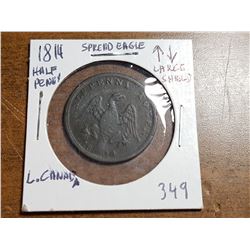 1814 SPREAD EAGLE ↑↓
HALF LARGE
PENNY SHIELD)
PENNY
L. CANADA
349